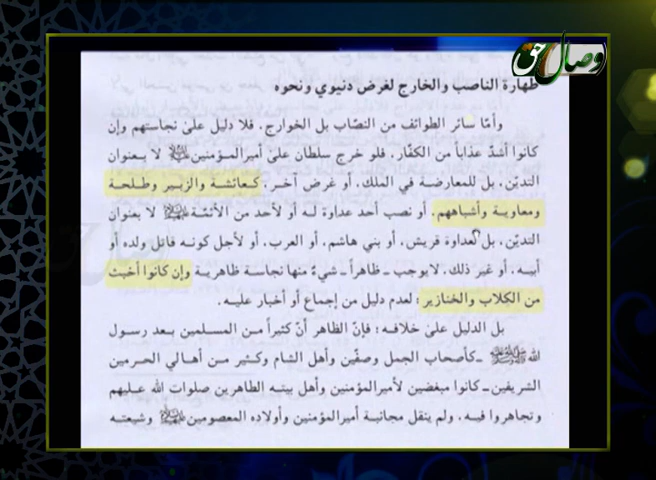 وصال حق
طهارة الناصب والخارج لغرض دنيوي ونحوه
وأمّا سائر الطوائف من النصّاب بل الخوارج. فلا دليل على نجاستهم وإن
كانوا أشدّ عذاباً من الكفّار. فلو خرج سلطان على أميرالمؤمنين عليه السلام لا بعنوان
التديّن. بل للمعارضة في الملك. أو غرض آخر. كعائشة والزبير وطلحة
ومعاوية وأشباههم. أو نصب أحد عداوة له أو لأحد من الأئمّة عليهم السلام لا بعنوان
التديّن. بل لعداوة قريش. أو بني هاشم. أو العرب. أو لأجل كونه قاتل ولده أو
أبيه. أو غير ذلك. لا يوجب ـ ظاهراً ـ شيءٌ منها نجاسة ظاهرية وإن كانوا أخبث
من الكلاب والخنازير؛ لعدم دليل من إجماع أو أخبار عليه.
بل الدليل على خلافه؛ فإنّ الظاهر أنّ كثيراً من المسلمين بعد رسول
الله صلى الله عليه وآله وسلم ـ كأصحاب الجمل وصفّين وأهل الشام وكثير من أهالي الحرمين
الشريفين ـ كانوا مبغضين لأميرالمؤمنين وأهل بيته الطاهرين صلوات الله عليهم
وتجاهروا فيه. ولم ينقل مجانبة أميرالمؤمنين وأولاده المعصومين عليهم السلام وشيعته